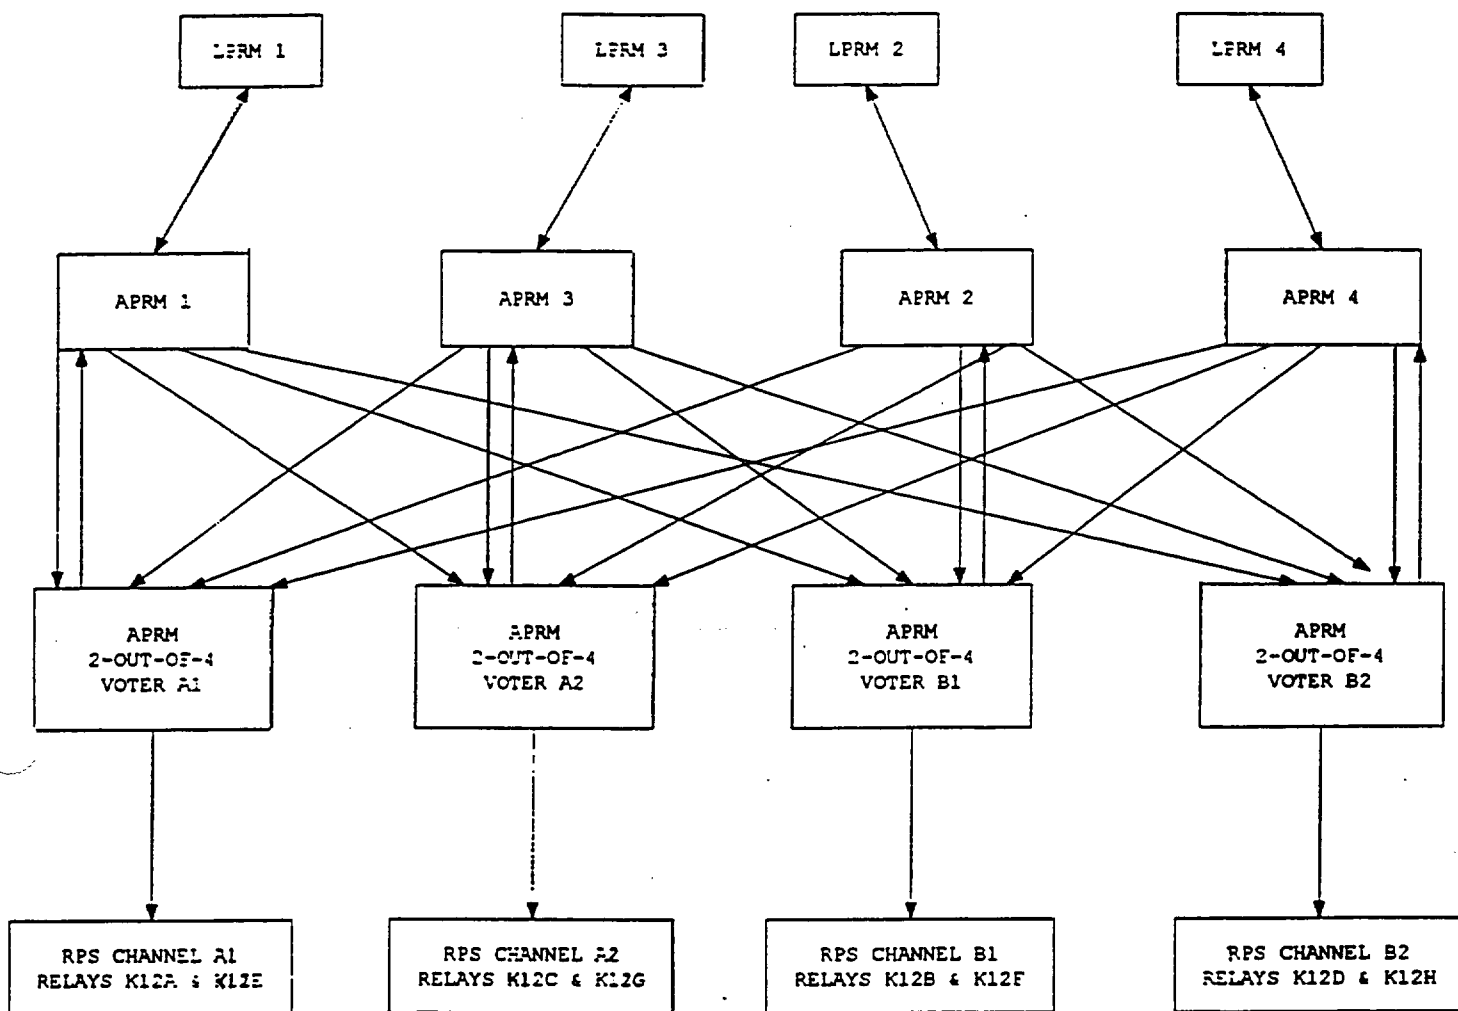 LPRM 1
LPRM 3
LPRM 2
LPRM 4
APRM 1
APRM 3
APRM 2
APRM 4
APRM
2-OUT-OF-4
VOTER A1
APRM
2-OUT-OF-4
VOTER A2
APRM
2-OUT-OF-4
VOTER B1
APRM
2-OUT-OF-4
VOTER B2
RPS CHANNEL A1
RELAYS K12A & K12E
RPS CHANNEL A2
RELAYS K12C & K12G
RPS CHANNEL B1
RELAYS K12B & K12F
RPS CHANNEL B2
RELAYS K12D & K12H